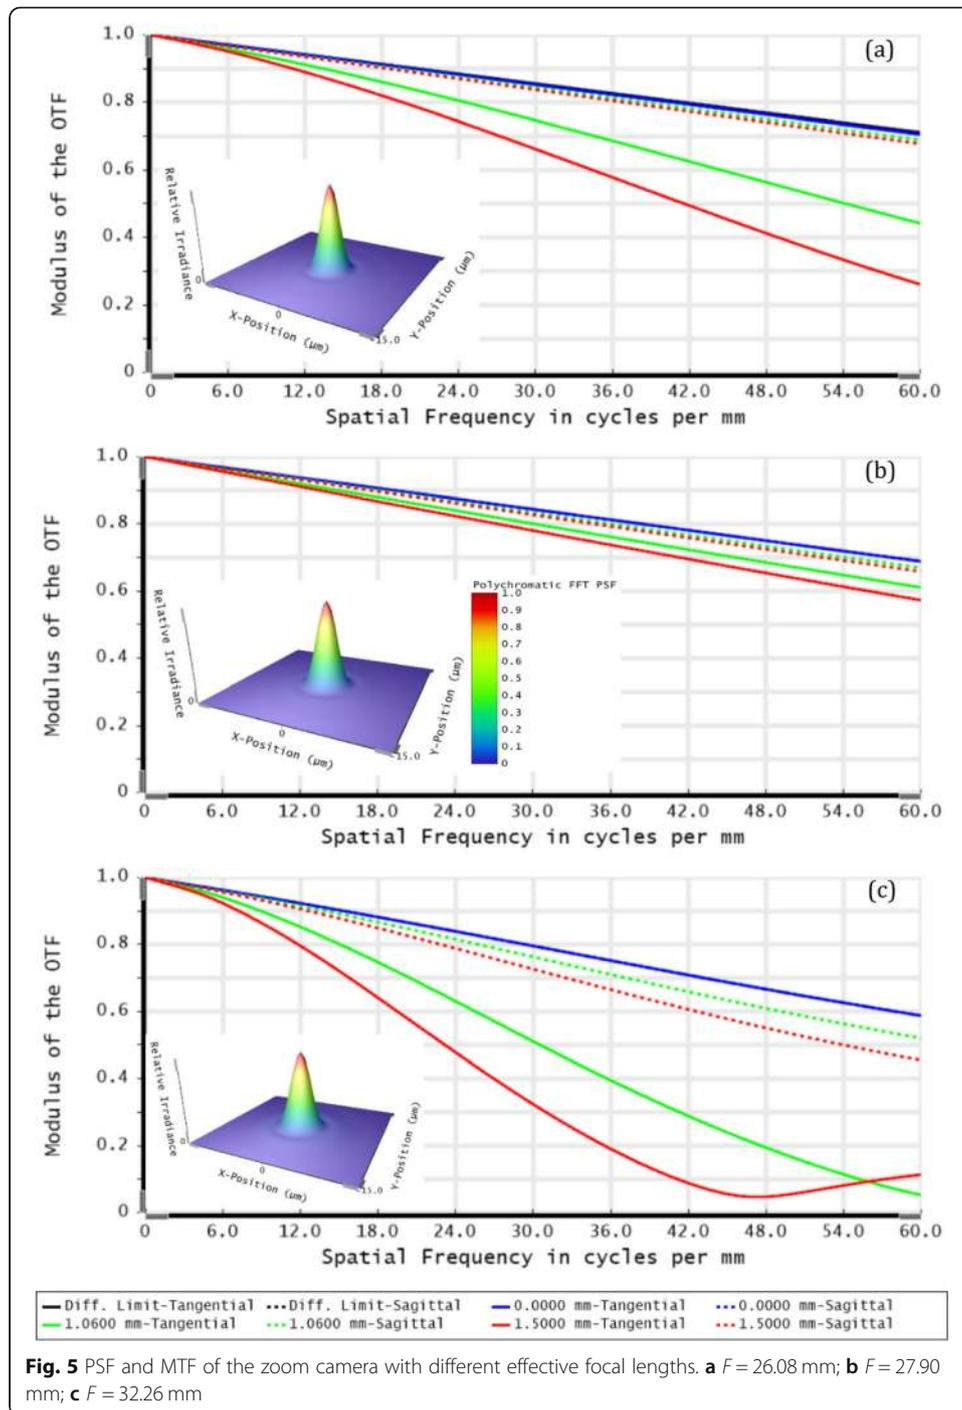 (a)
Modulus of the OTF
1.0
0.8
0.6
0.4
0.2
0
Relative Irradiance
0
X-Position (µm)
0
Y-Position (µm)
-15.0
0 6.0 12.0 18.0 24.0 30.0 36.0 42.0 48.0 54.0 60.0
Spatial Frequency in cycles per mm
(b)
Modulus of the OTF
1.0
0.8
0.6
0.4
0.2
0
Relative Irradiance
0
X-Position (µm)
0
Y-Position (µm)
-15.0
Polychromatic FFT PSF
1.0
0.9
0.8
0.7
0.6
0.5
0.4
0.3
0.2
0.1
0
0 6.0 12.0 18.0 24.0 30.0 36.0 42.0 48.0 54.0 60.0
Spatial Frequency in cycles per mm
(c)
Modulus of the OTF
1.0
0.8
0.6
0.4
0.2
0
Relative Irradiance
0
X-Position (µm)
0
Y-Position (µm)
-15.0
0 6.0 12.0 18.0 24.0 30.0 36.0 42.0 48.0 54.0 60.0
Spatial Frequency in cycles per mm
Diff. Limit-Tangential Diff. Limit-Sagittal 0.0000 mm-Tangential 0.0000 mm-Sagittal
1.0600 mm-Tangential 1.0600 mm-Sagittal 1.5000 mm-Tangential 1.5000 mm-Sagittal
Fig. 5 PSF and MTF of the zoom camera with different effective focal lengths. a F = 26.08 mm; b F = 27.90
mm; c F = 32.26 mm